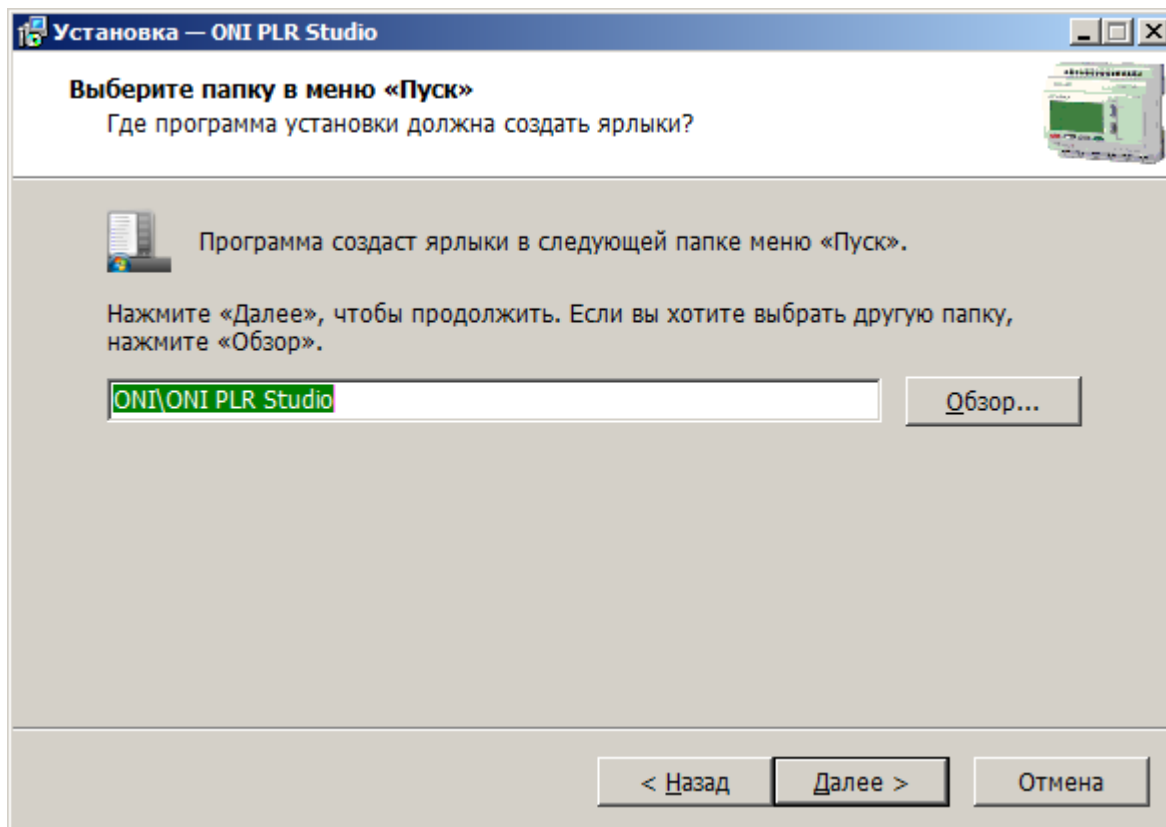 Установка — ONI PLR Studio
Выберите папку в меню «Пуск»
Где программа установки должна создать ярлыки?
Программа создаст ярлыки в следующей папке меню «Пуск».
Нажмите «Далее», чтобы продолжить. Если вы хотите выбрать другую папку,
нажмите «Обзор».
ONI\ONI PLR Studio
Обзор...
< Назад
Далее >
Отмена